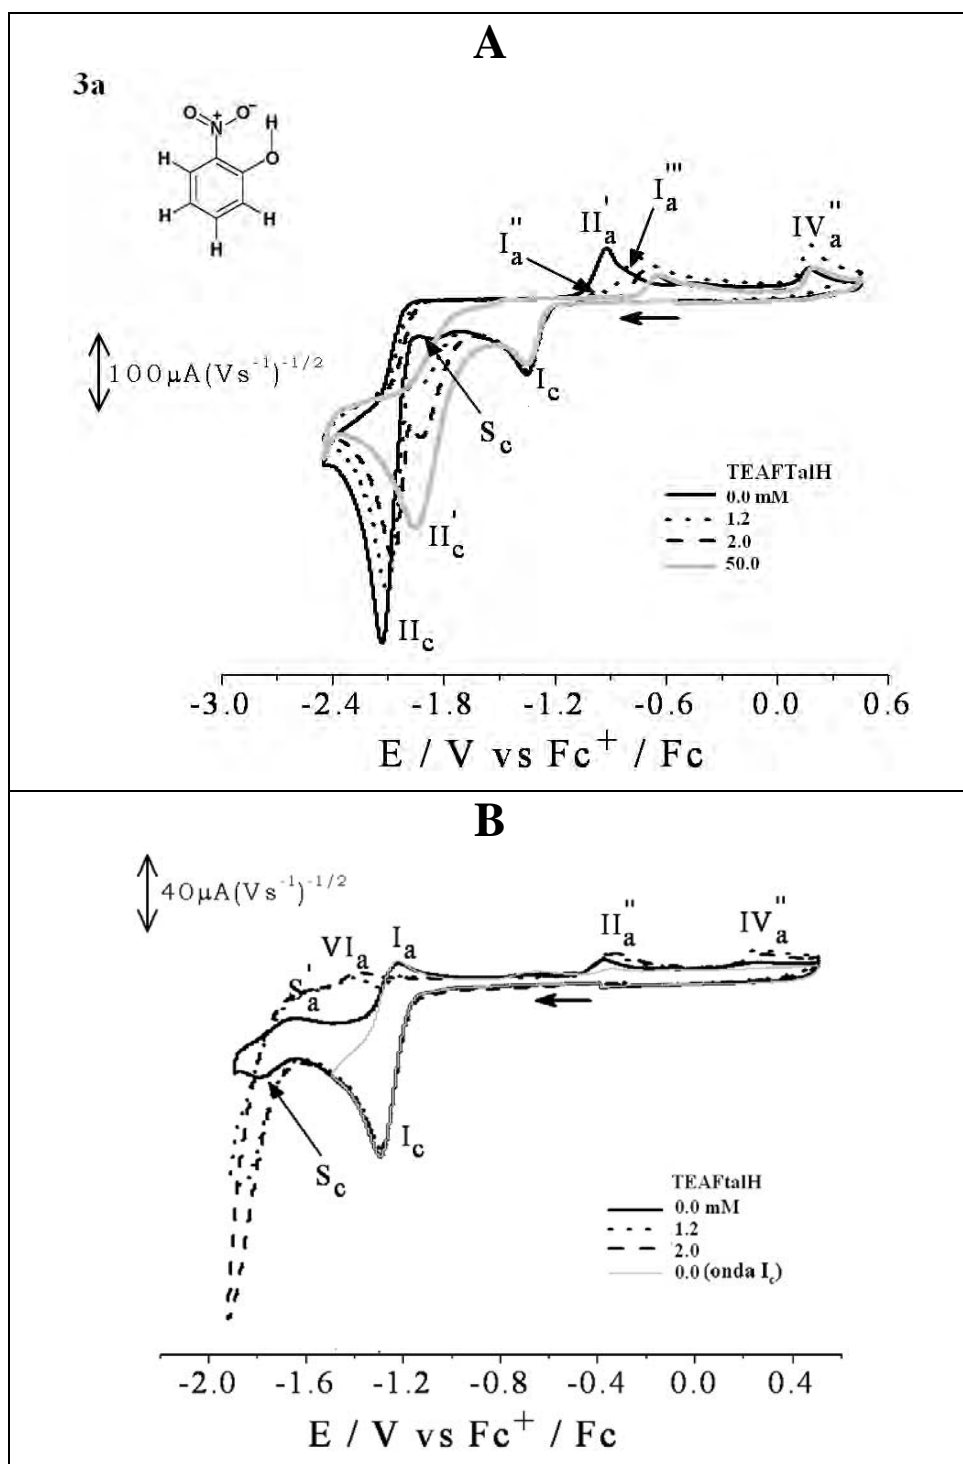 A
3a
O
O⁻
H
N⁺
O
H
H
H
H
I''a
II'a
I'''a
IV''a
100µA(Vs⁻¹)⁻¹/²
Ic
Sc
II'c
IIc
TEAFTalH
0.0 mM
1.2
2.0
50.0
-3.0 -2.4 -1.8 -1.2 -0.6 0.0 0.6
E / V vs Fc⁺ / Fc
B
40µA(Vs⁻¹)⁻¹/²
S'a
VIa
Ia
II''a
IV''a
Sc
Ic
TEAFtalH
0.0 mM
1.2
2.0
0.0 (onda Ic)
-2.0 -1.6 -1.2 -0.8 -0.4 0.0 0.4
E / V vs Fc⁺ / Fc